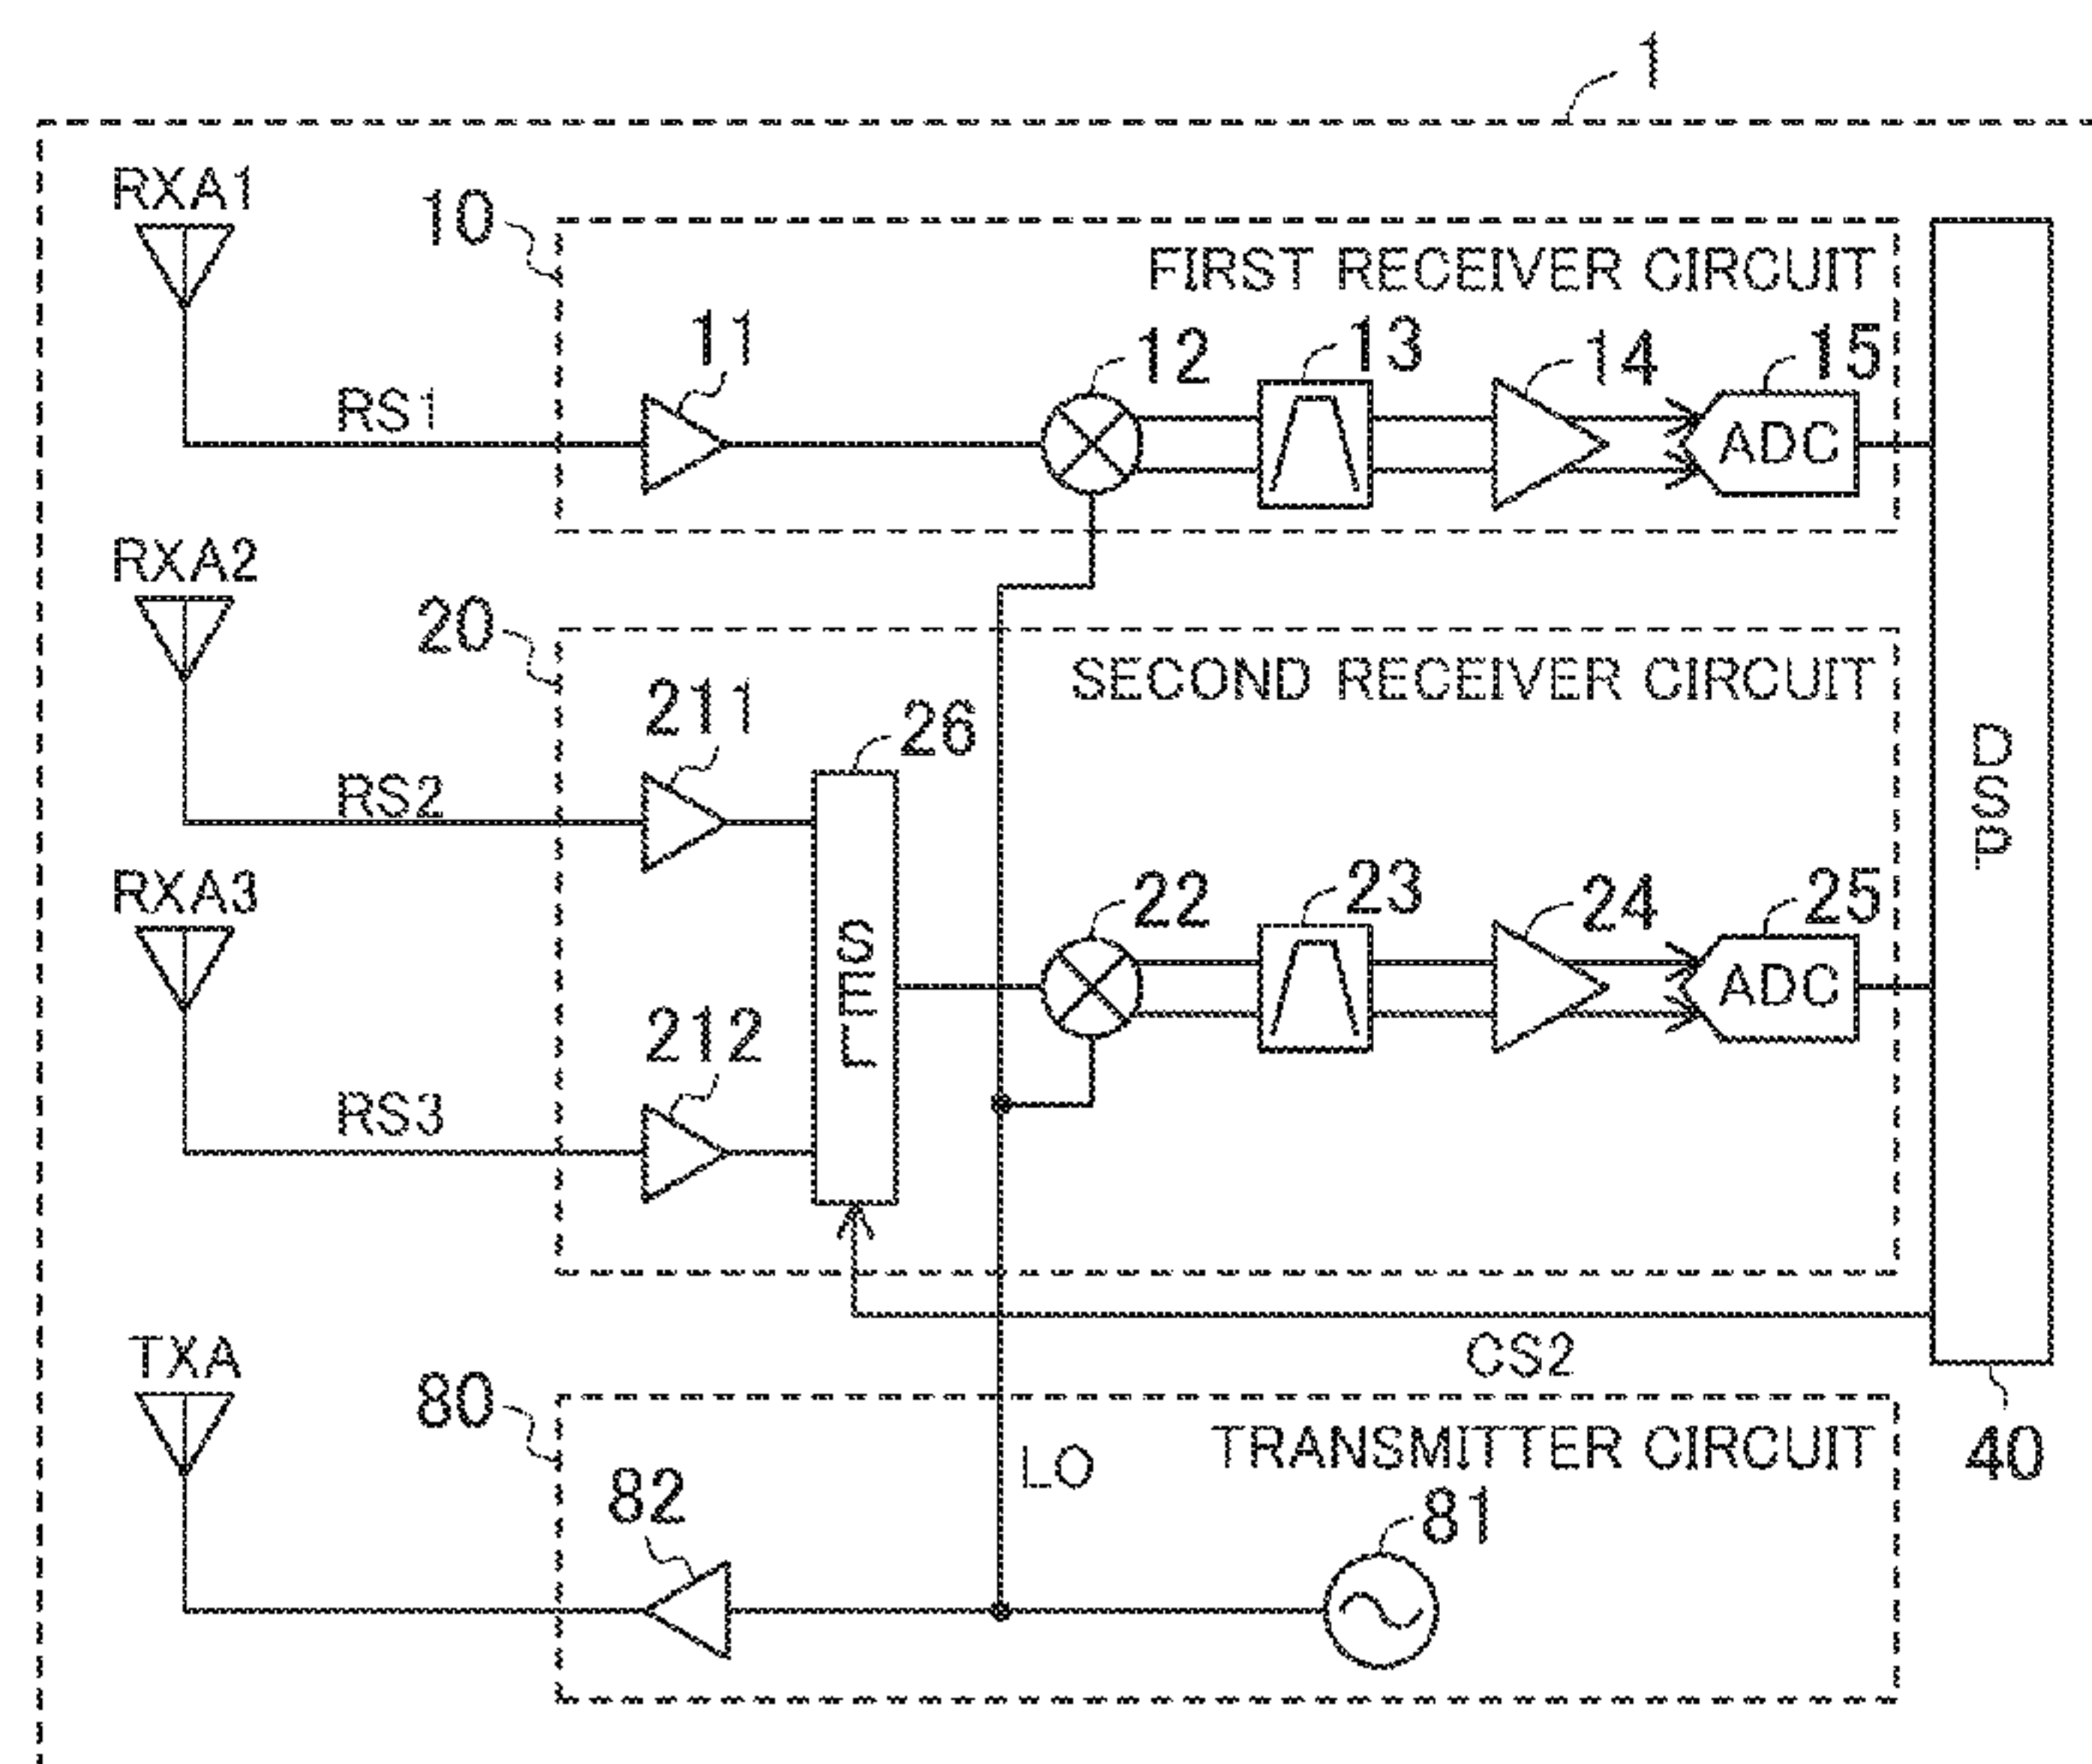 1
RXA1
10
FIRST RECEIVER CIRCUIT
11
12
13
14
15
RS1
ADC
RXA2
20
SECOND RECEIVER CIRCUIT
211
26
DSP
RS2
RXA3
22
23
24
25
SEL
ADC
212
RS3
CS2
TXA
80
TRANSMITTER CIRCUIT
40
LO
82
81